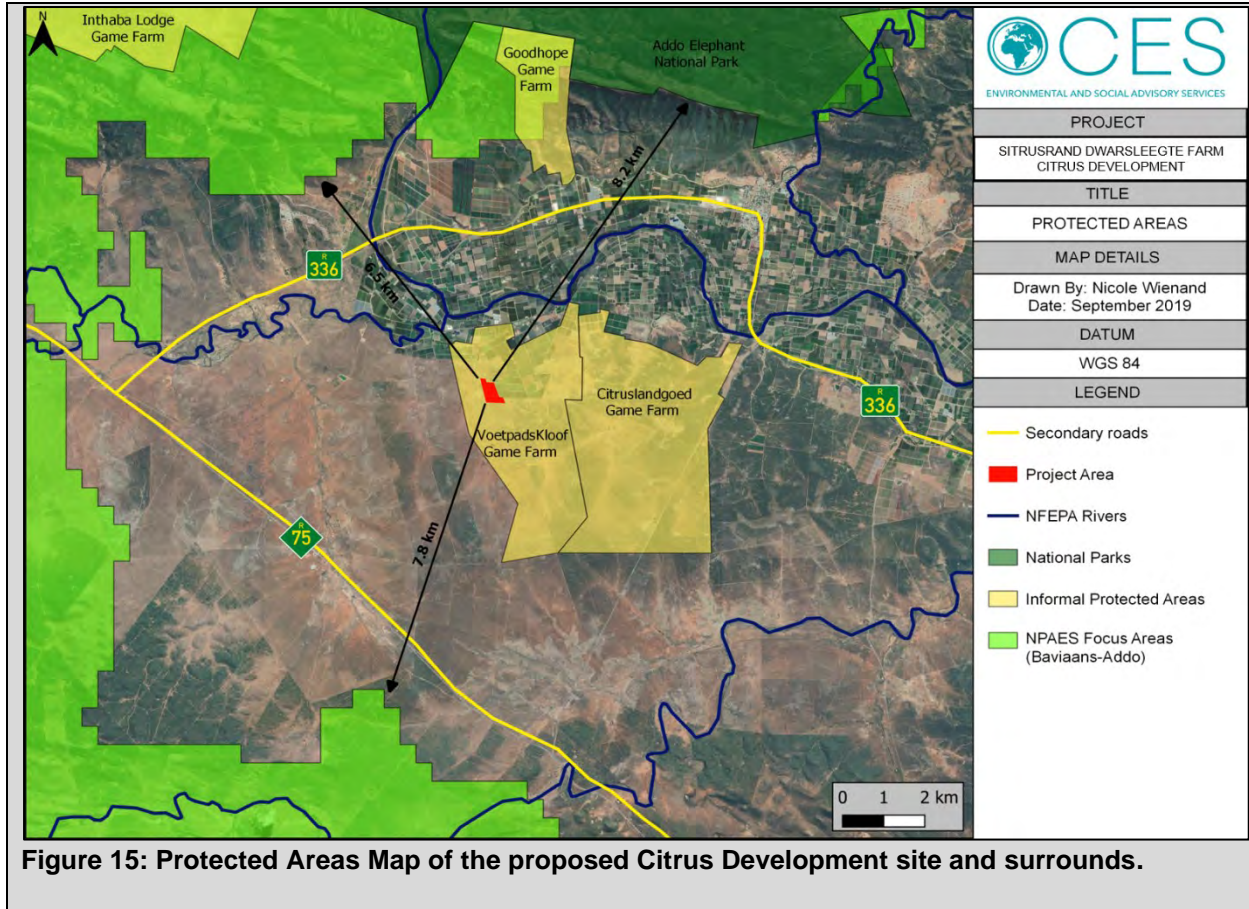 N
Inthaba Lodge
Game Farm
Goodhope
Game
Farm
Addo Elephant
National Park
8.2 km
6.5 km
R
336
Citruslandgoed
Game Farm
VoetpadsKloof
Game Farm
R
336
R
75
7.8 km
0 1 2 km
CES
ENVIRONMENTAL AND SOCIAL ADVISORY SERVICES
PROJECT
SITRUSRAND DWARSLEEGTE FARM
CITRUS DEVELOPMENT
TITLE
PROTECTED AREAS
MAP DETAILS
Drawn By: Nicole Wienand
Date: September 2019
DATUM
WGS 84
LEGEND
Secondary roads
Project Area
NFEPA Rivers
National Parks
Informal Protected Areas
NPAES Focus Areas
(Baviaans-Addo)
Figure 15: Protected Areas Map of the proposed Citrus Development site and surrounds.